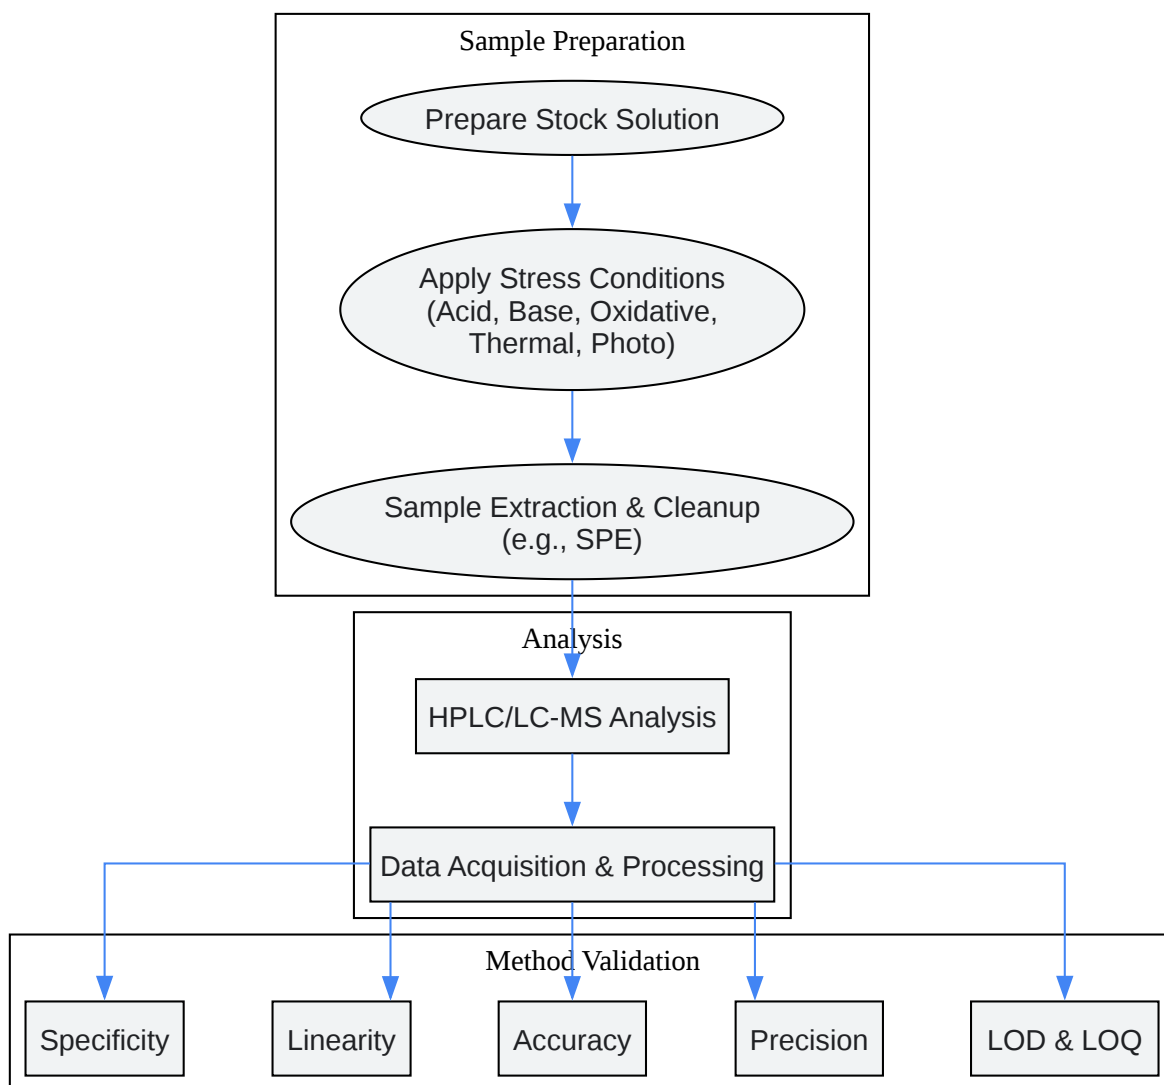 Sample Preparation
Prepare Stock Solution
Apply Stress Conditions
(Acid, Base, Oxidative,
Thermal, Photo)
Sample Extraction & Cleanup
(e.g., SPE)
Analysis
HPLC/LC-MS Analysis
Data Acquisition & Processing
Method Validation
Specificity
Linearity
Accuracy
Precision
LOD & LOQ